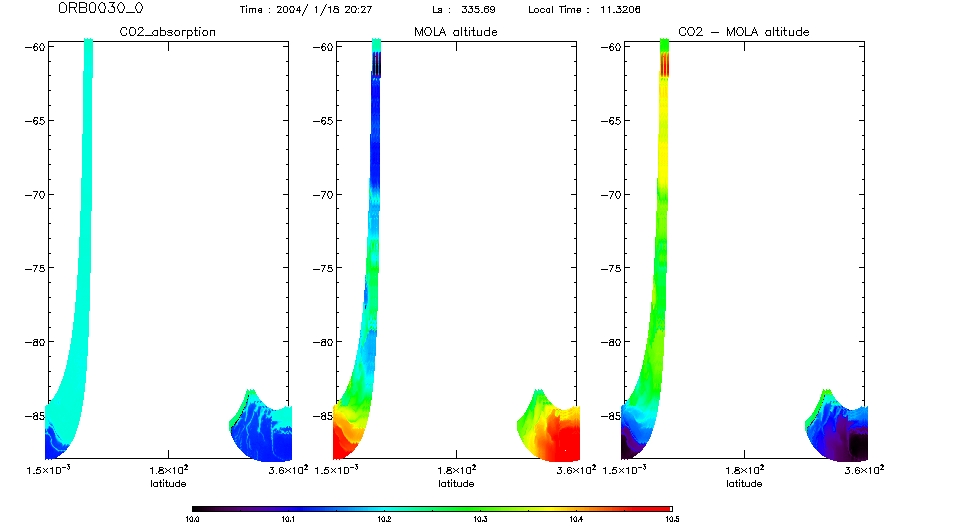 ORB0030_0 Time : 2004/ 1/18 20:27 Ls : 335.69 Local Time : 11.3206
CO2_absorption MOLA altitude CO2 – MOLA altitude
−60 −60 −60
−65 −65 −65
−70 −70 −70
−75 −75 −75
−80 −80 −80
−85 −85 −85
1.5×10⁻³ 1.8×10² 3.6×10² 1.5×10⁻³ 1.8×10² 3.6×10² 1.5×10⁻³ 1.8×10² 3.6×10²
latitude latitude latitude
10.0 10.1 10.2 10.3 10.4 10.5